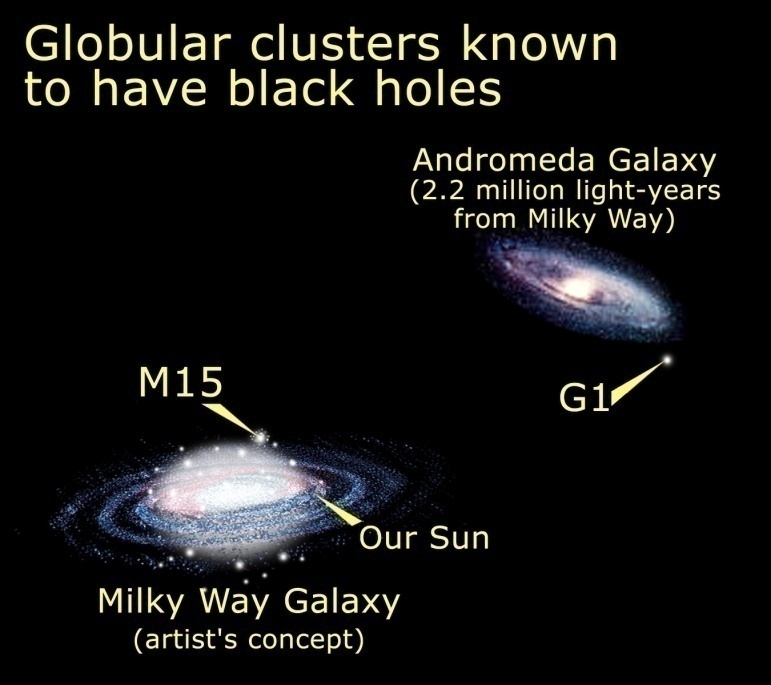 Globular clusters known
to have black holes
Andromeda Galaxy
(2.2 million light-years
from Milky Way)
M15
G1
Our Sun
Milky Way Galaxy
(artist's concept)